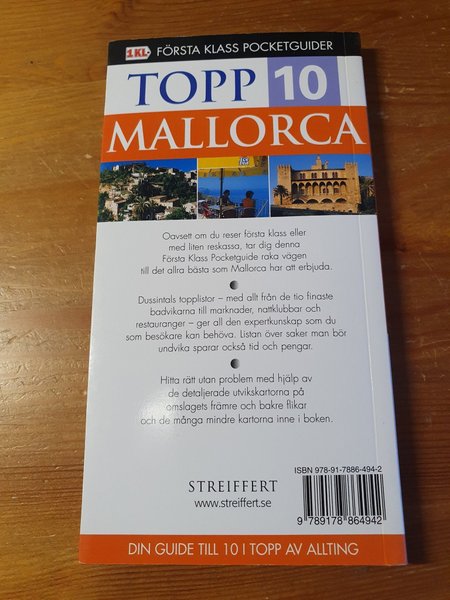 1KL. FÖRSTA KLASS POCKETGUIDER
TOPP 10
MALLORCA
Oavsett om du reser första klass eller
med liten reskassa, tar dig denna
Första Klass Pocketguide raka vägen
till det allra bästa som Mallorca har att erbjuda.
Dussintals topplistor – med allt från de tio finaste
badvikarna till marknader, nattklubbar och
restauranger – ger all den expertkunskap som du
som besökare kan behöva. Listan över saker man bör
undvika sparar också tid och pengar.
Hitta rätt utan problem med hjälp av
de detaljerade utvikskartorna på
omslagets främre och bakre flikar
och de många mindre kartorna inne i boken.
ISBN 978-91-7886-494-2
STREIFFERT
www.streiffert.se
9 789178 864942
DIN GUIDE TILL 10 I TOPP AV ALLTING